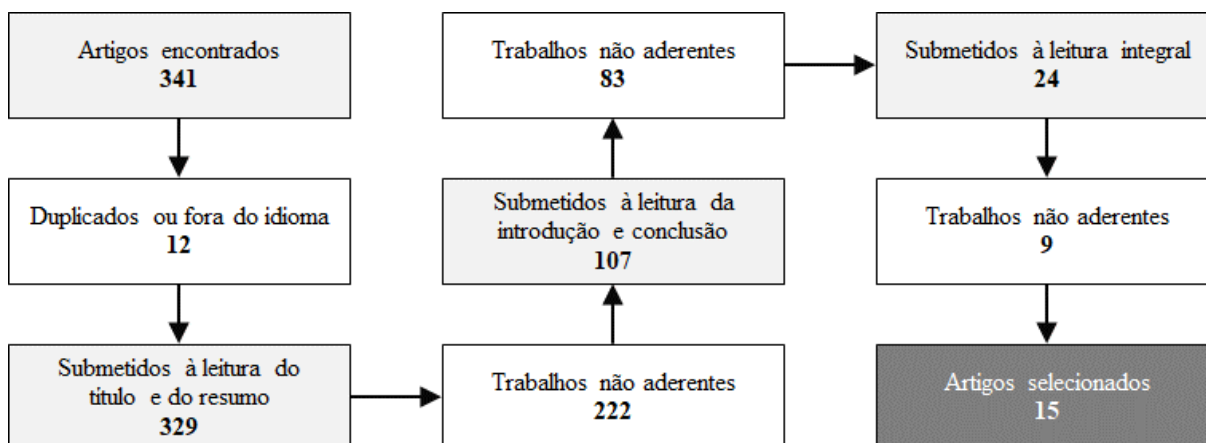 Artigos encontrados
341
Duplicados ou fora do idioma
12
Submetidos à leitura do
título e do resumo
329
Trabalhos não aderentes
222
Submetidos à leitura da
introdução e conclusão
107
Trabalhos não aderentes
83
Submetidos à leitura integral
24
Trabalhos não aderentes
9
Artigos selecionados
15